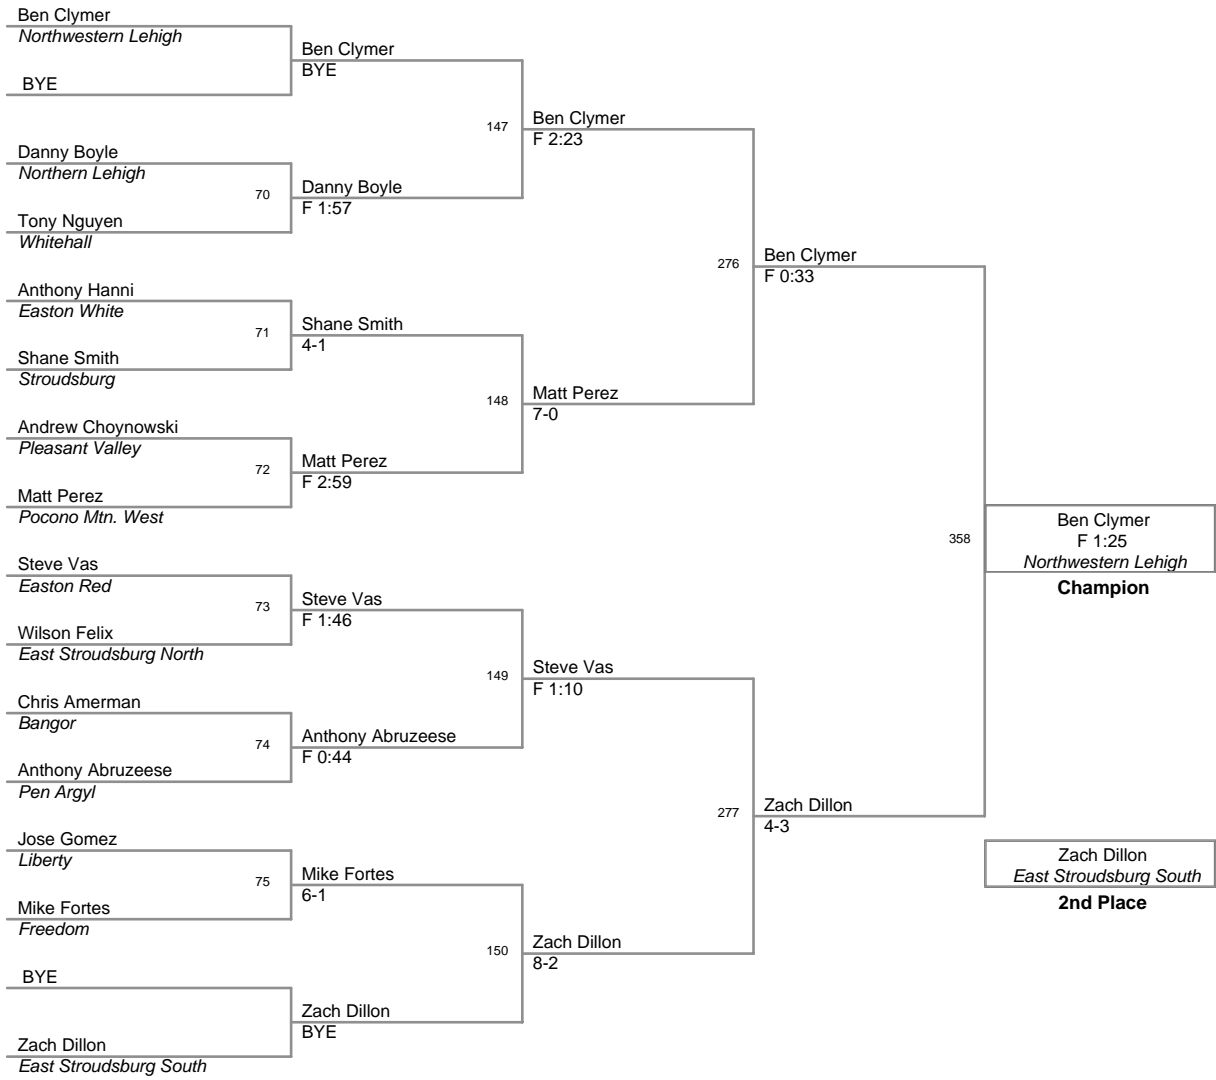 Ben Clymer
Northwestern Lehigh
BYE
Danny Boyle
Northern Lehigh
70
Tony Nguyen
Whitehall
Anthony Hanni
Easton White
71
Shane Smith
Stroudsburg
Andrew Choynowski
Pleasant Valley
72
Matt Perez
Pocono Mtn. West
Steve Vas
Easton Red
73
Wilson Felix
East Stroudsburg North
Chris Amerman
Bangor
74
Anthony Abruzeese
Pen Argyl
Jose Gomez
Liberty
75
Mike Fortes
Freedom
BYE
Zach Dillon
East Stroudsburg South
Ben Clymer
BYE
147
Danny Boyle
F 1:57
Shane Smith
4-1
148
Matt Perez
F 2:59
Steve Vas
F 1:46
149
Anthony Abruzeese
F 0:44
Mike Fortes
6-1
150
Zach Dillon
BYE
Ben Clymer
F 2:23
276
Matt Perez
7-0
Steve Vas
F 1:10
277
Zach Dillon
8-2
Ben Clymer
F 0:33
358
Zach Dillon
4-3
Ben Clymer
F 1:25
Northwestern Lehigh
Champion
Zach Dillon
East Stroudsburg South
2nd Place